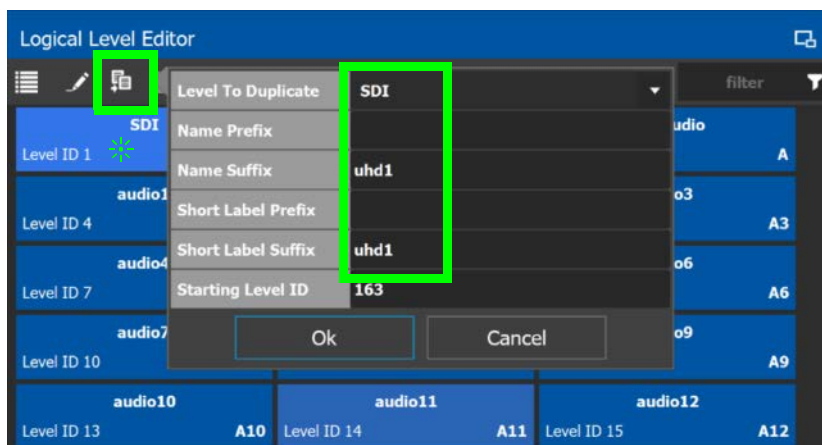 Logical Level Editor
filter
Level To Duplicate SDI
Name Prefix
Name Suffix uhd1
Short Label Prefix
Short Label Suffix uhd1
Starting Level ID 163
Ok Cancel
SDI
Level ID 1
udio
A
audio1
Level ID 4
o3
A3
audio4
Level ID 7
o6
A6
audio7
Level ID 10
o9
A9
audio10
Level ID 13 A10
audio11
Level ID 14 A11
audio12
Level ID 15 A12